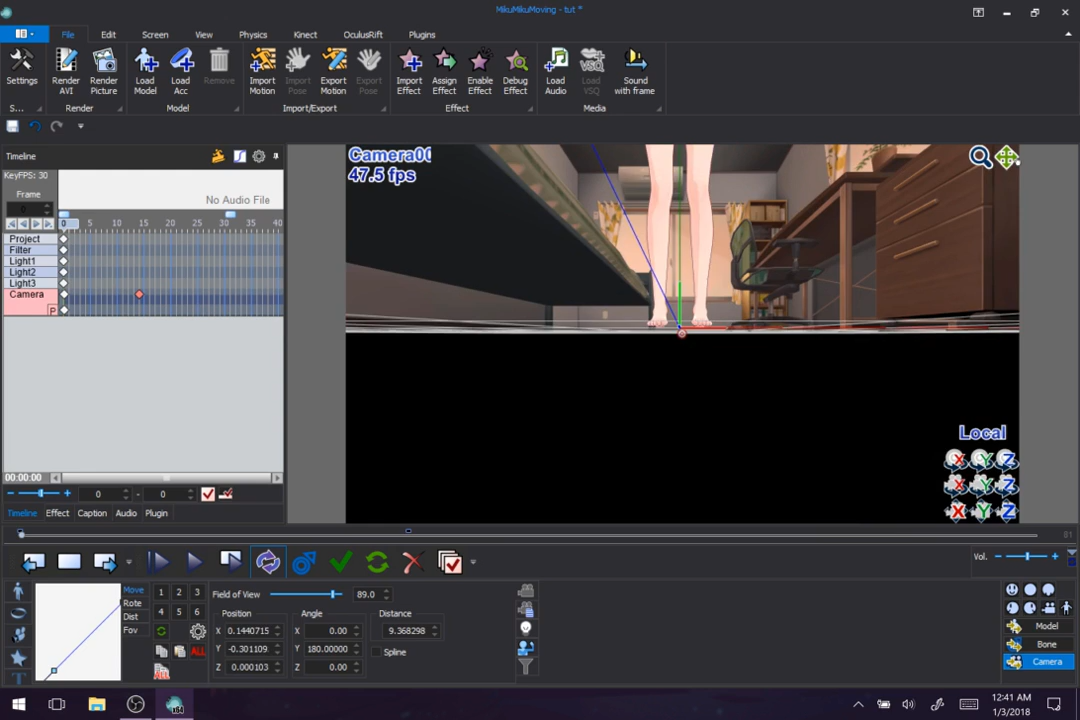 MikuMikuMoving - tut *
File Edit Screen View Physics Kinect OculusRift Plugins
Settings
Render AVI
Render Picture
Load Model
Load Acc
Remove
Import Motion
Import Pose
Export Motion
Export Pose
Import Effect
Assign Effect
Enable Effect
Debug Effect
Load Audio
Load VSQ
Sound with frame
S... Render Model Import/Export Effect Media
Timeline
KeyFPS: 30
Frame
No Audio File
0
0 5 10 15 20 25 30 35 40
Project
Filter
Light1
Light2
Light3
Camera
P
Camera00
47.5 fps
Local
X Y Z
X Y Z
X Y Z
00:00:00
0 - 0
Timeline Effect Caption Audio Plugin
81
Vol.
Move
Rote
Dist
Fov
1 2 3
4 5 6
ALL
ALL
Field of View 89.0
Position Angle Distance
X 0.1440715 X 0.00 9.368298
Y -0.301109. Y 180.00000 Spline
Z 0.000103 Z 0.00
Model
Bone
Camera
x64
12:41 AM
1/3/2018